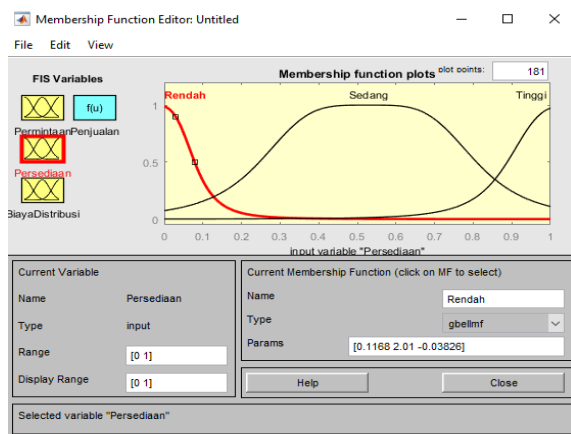 Membership Function Editor: Untitled
File Edit View
FIS Variables
f(u)
PermintaanPenjualan
Persediaan
BiayaDistribusi
Membership function plots plot points: 181
Rendah Sedang Tinggi
1
0.5
0
0 0.1 0.2 0.3 0.4 0.5 0.6 0.7 0.8 0.9 1
input variable "Persediaan"
Current Variable
Name Persediaan
Type input
Range [0 1]
Display Range [0 1]
Current Membership Function (click on MF to select)
Name Rendah
Type gbellmf
Params [0.1168 2.01 -0.03826]
Help Close
Selected variable "Persediaan"